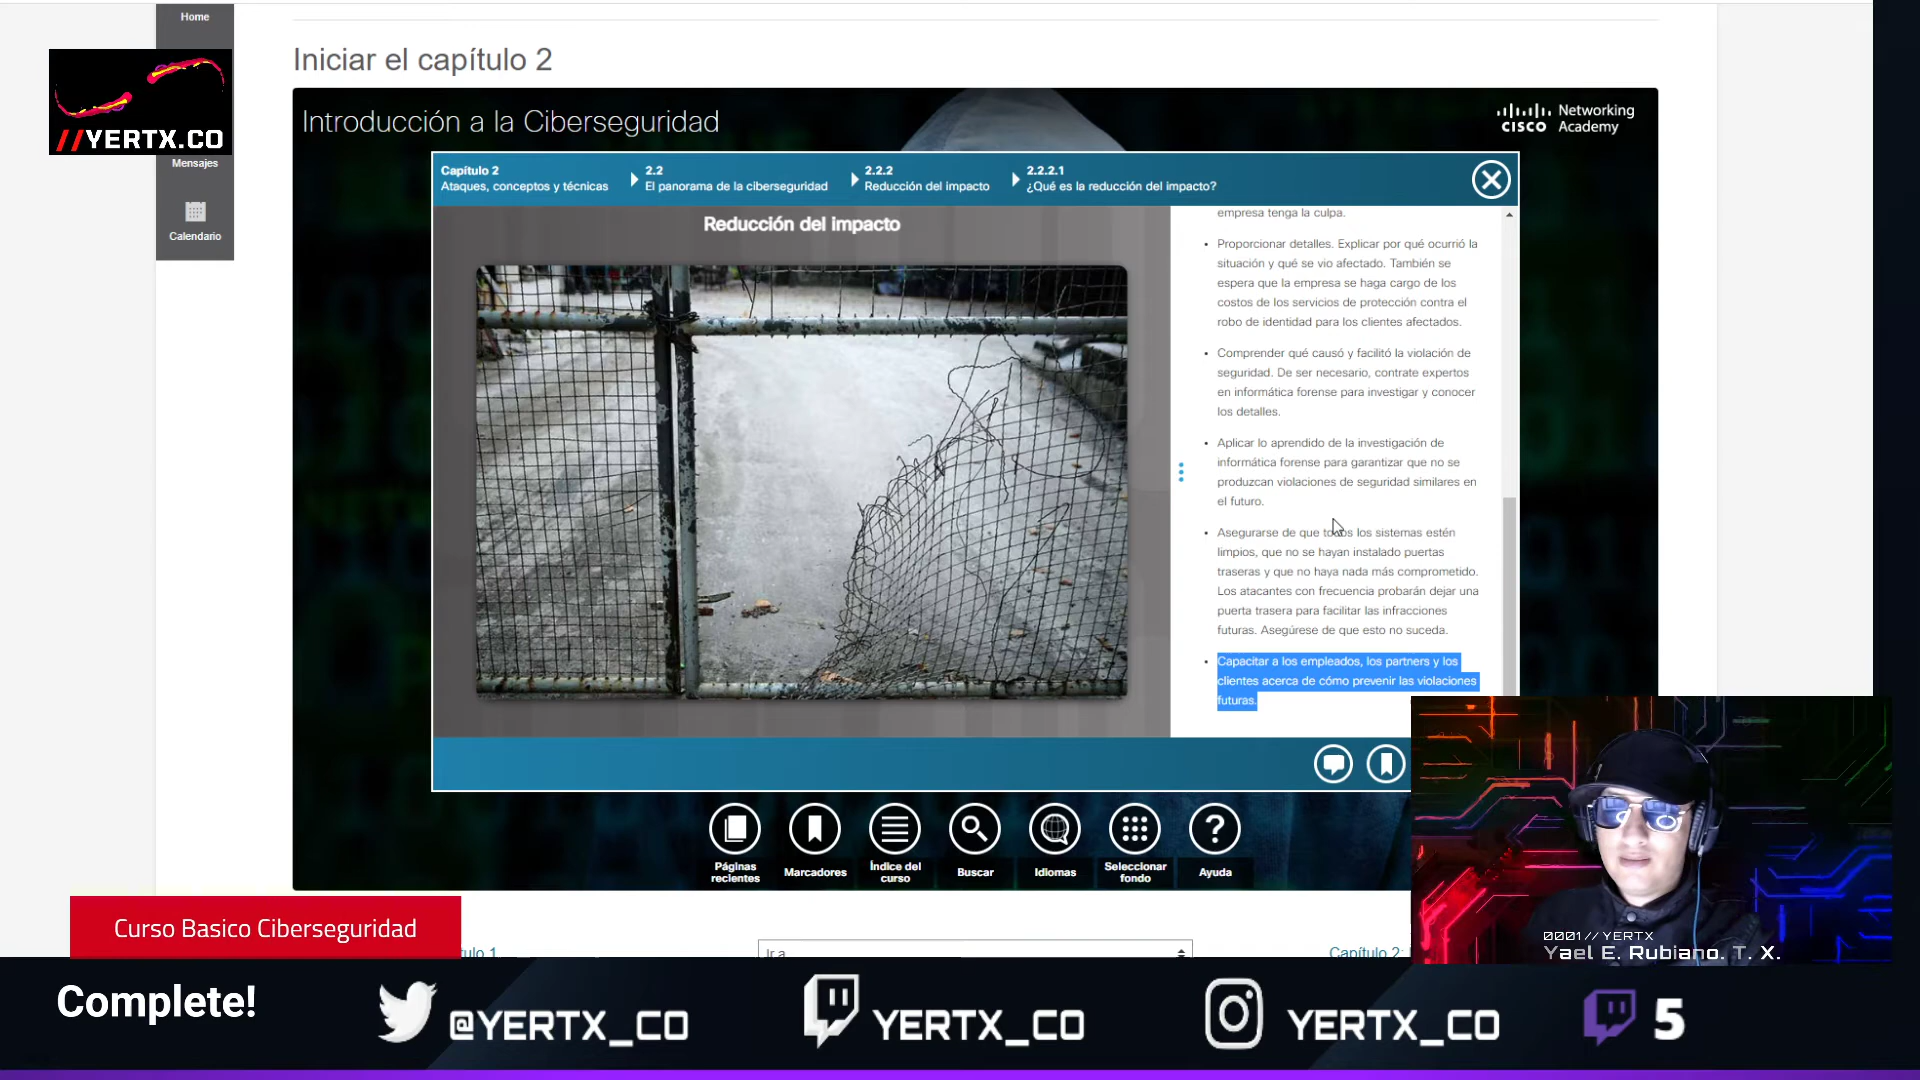 Home
Iniciar el capítulo 2
//YERTX.CO
Mensajes
Calendario
Introducción a la Ciberseguridad
CISCO Networking Academy
Capítulo 2
Ataques, conceptos y técnicas
2.2
El panorama de la ciberseguridad
2.2.2
Reducción del impacto
2.2.2.1
¿Qué es la reducción del impacto?
Reducción del impacto
empresa tenga la culpa.
• Proporcionar detalles. Explicar por qué ocurrió la
situación y qué se vio afectado. También se
espera que la empresa se haga cargo de los
costos de los servicios de protección contra el
robo de identidad para los clientes afectados.
• Comprender qué causó y facilitó la violación de
seguridad. De ser necesario, contrate expertos
en informática forense para investigar y conocer
los detalles.
• Aplicar lo aprendido de la investigación de
informática forense para garantizar que no se
produzcan violaciones de seguridad similares en
el futuro.
• Asegurarse de que todos los sistemas estén
limpios, que no se hayan instalado puertas
traseras y que no haya nada más comprometido.
Los atacantes con frecuencia probarán dejar una
puerta trasera para facilitar las infracciones
futuras. Asegúrese de que esto no suceda.
• Capacitar a los empleados, los partners y los
clientes acerca de cómo prevenir las violaciones
futuras.
Páginas recientes
Marcadores
Índice del curso
Buscar
Idiomas
Seleccionar fondo
Ayuda
Curso Basico Ciberseguridad
tulo 1
Ir a
Capítulo 2:
0001 // YERTX
Yael E. Rubiano. T. X.
Complete!
@YERTX_CO
YERTX_CO
YERTX_CO
5